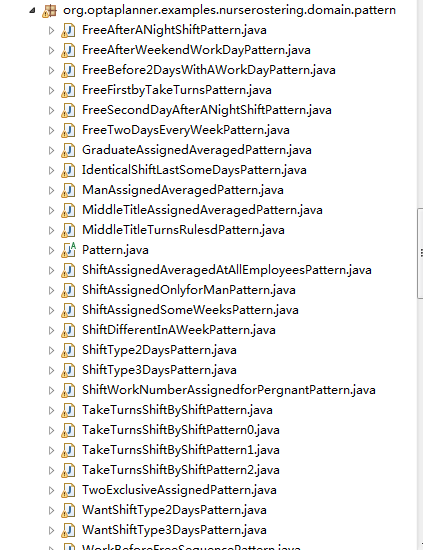 org.optaplanner.examples.nurserostering.domain.pattern
FreeAfterANightShiftPattern.java
FreeAfterWeekendWorkDayPattern.java
FreeBefore2DaysWithAWorkDayPattern.java
FreeFirstbyTakeTurnsPattern.java
FreeSecondDayAfterANightShiftPattern.java
FreeTwoDaysEveryWeekPattern.java
GraduateAssignedAveragedPattern.java
IdenticalShiftLastSomeDaysPattern.java
ManAssignedAveragedPattern.java
MiddleTitleAssignedAveragedPattern.java
MiddleTitleTurnsRulesdPattern.java
Pattern.java
ShiftAssignedAveragedAtAllEmployeesPattern.java
ShiftAssignedOnlyforManPattern.java
ShiftAssignedSomeWeeksPattern.java
ShiftDifferentInAWeekPattern.java
ShiftType2DaysPattern.java
ShiftType3DaysPattern.java
ShiftWorkNumberAssignedforPergnantPattern.java
TakeTurnsShiftByShiftPattern.java
TakeTurnsShiftByShiftPattern0.java
TakeTurnsShiftByShiftPattern1.java
TakeTurnsShiftByShiftPattern2.java
TwoExclusiveAssignedPattern.java
WantShiftType2DaysPattern.java
WantShiftType3DaysPattern.java
WorkBeforeFreeSequencePattern.java